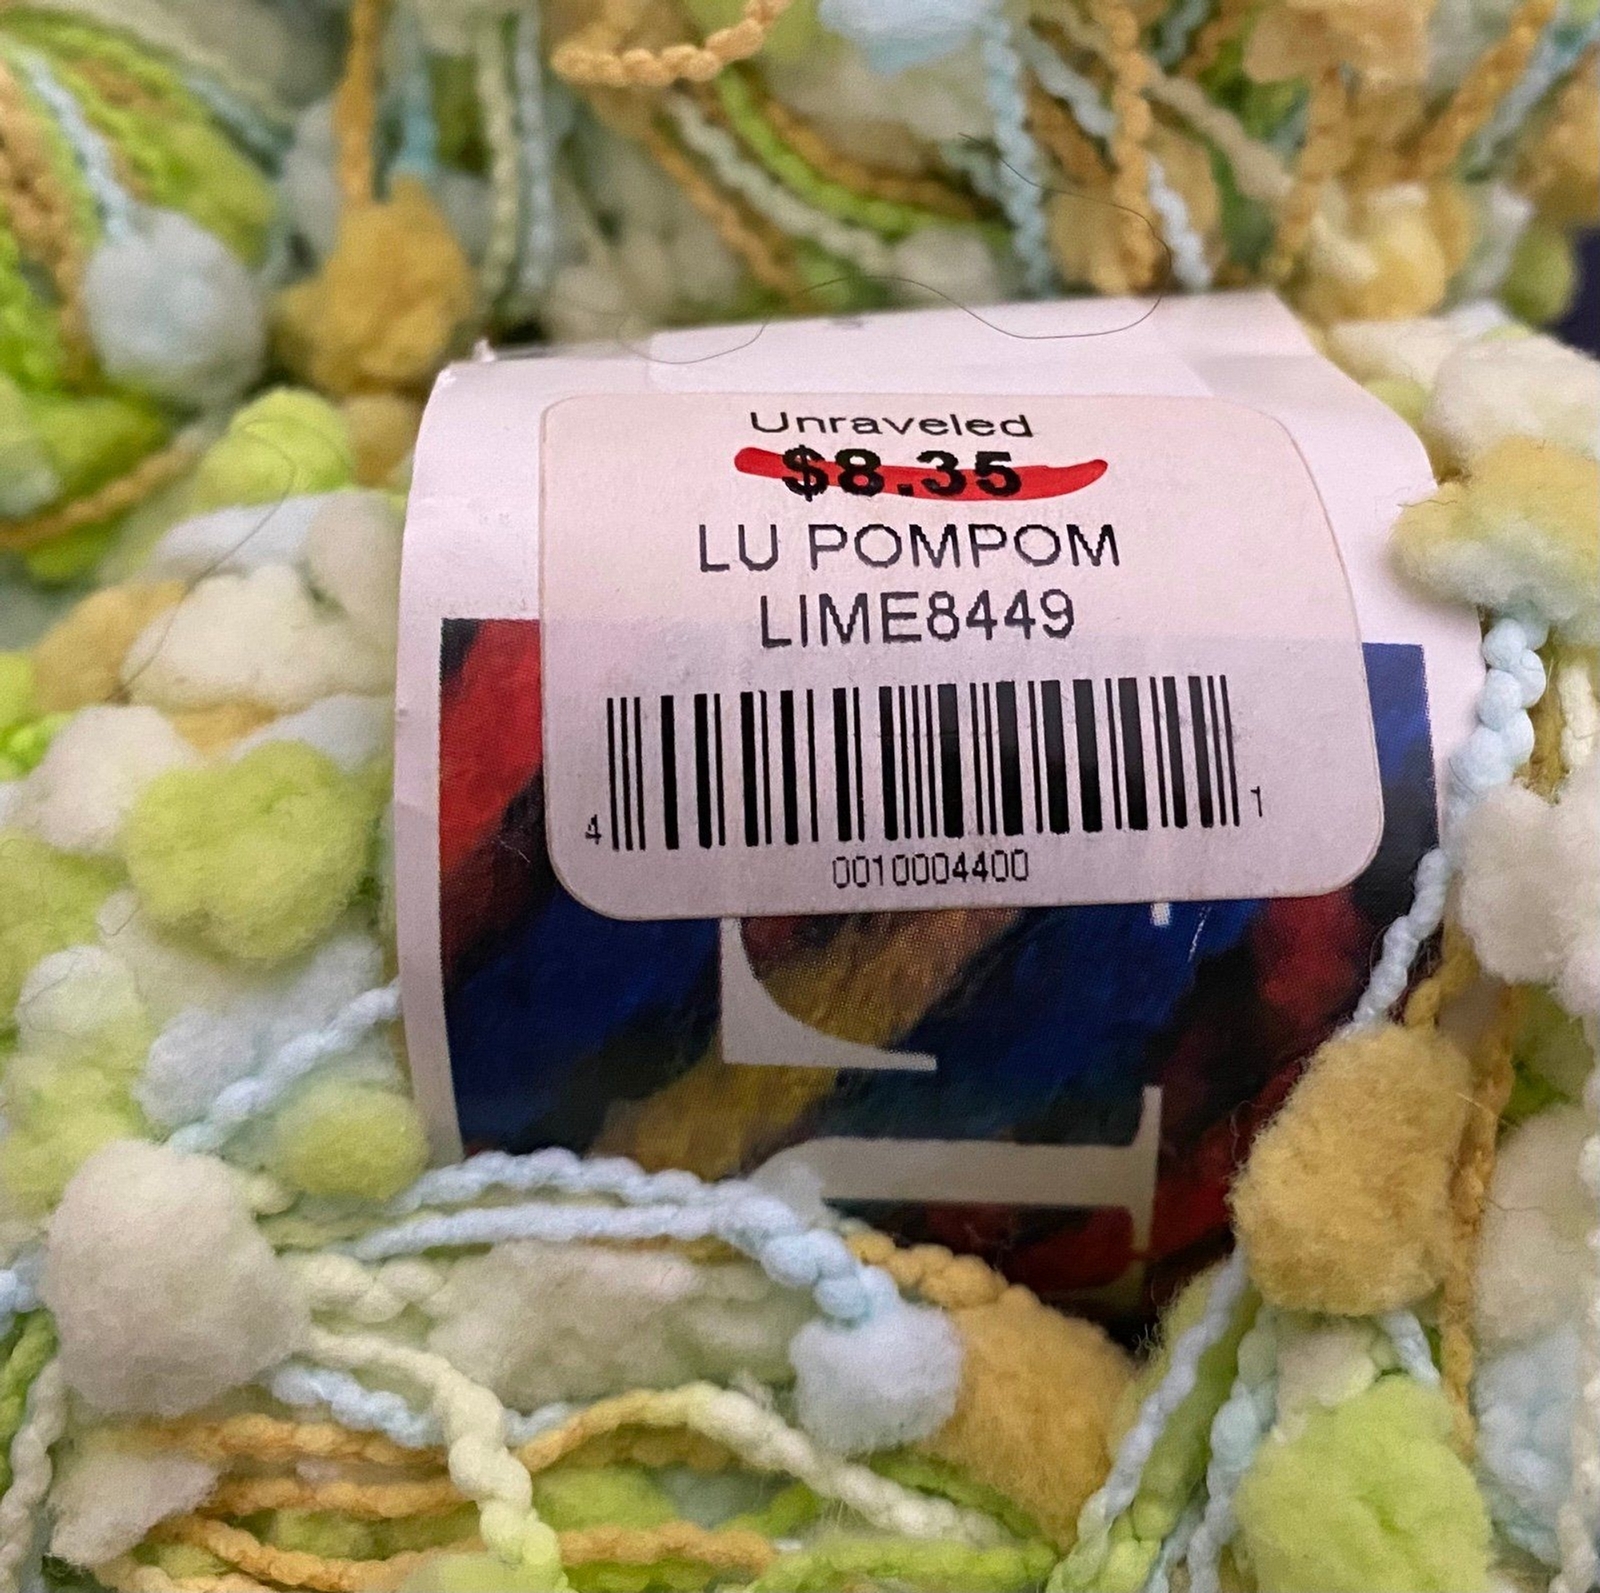 Unraveled
$8.35
LU POMPOM
LIME8449
4 1
0010004400